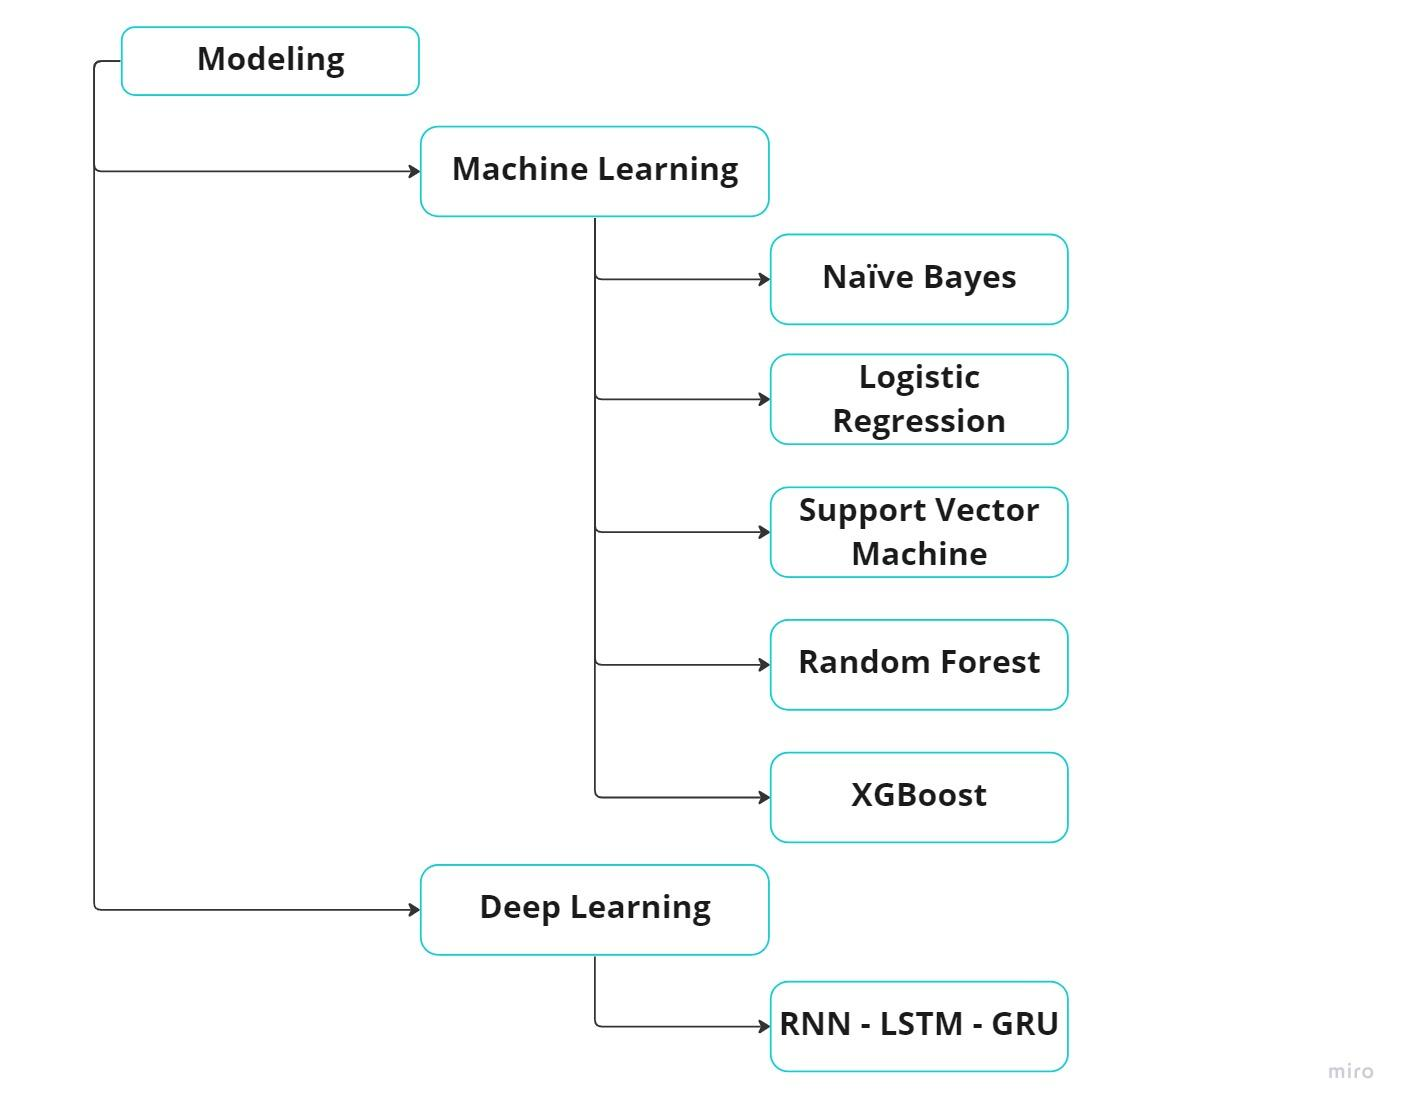 Modeling
Machine Learning
Naïve Bayes
Logistic
Regression
Support Vector
Machine
Random Forest
XGBoost
Deep Learning
RNN - LSTM - GRU
miro